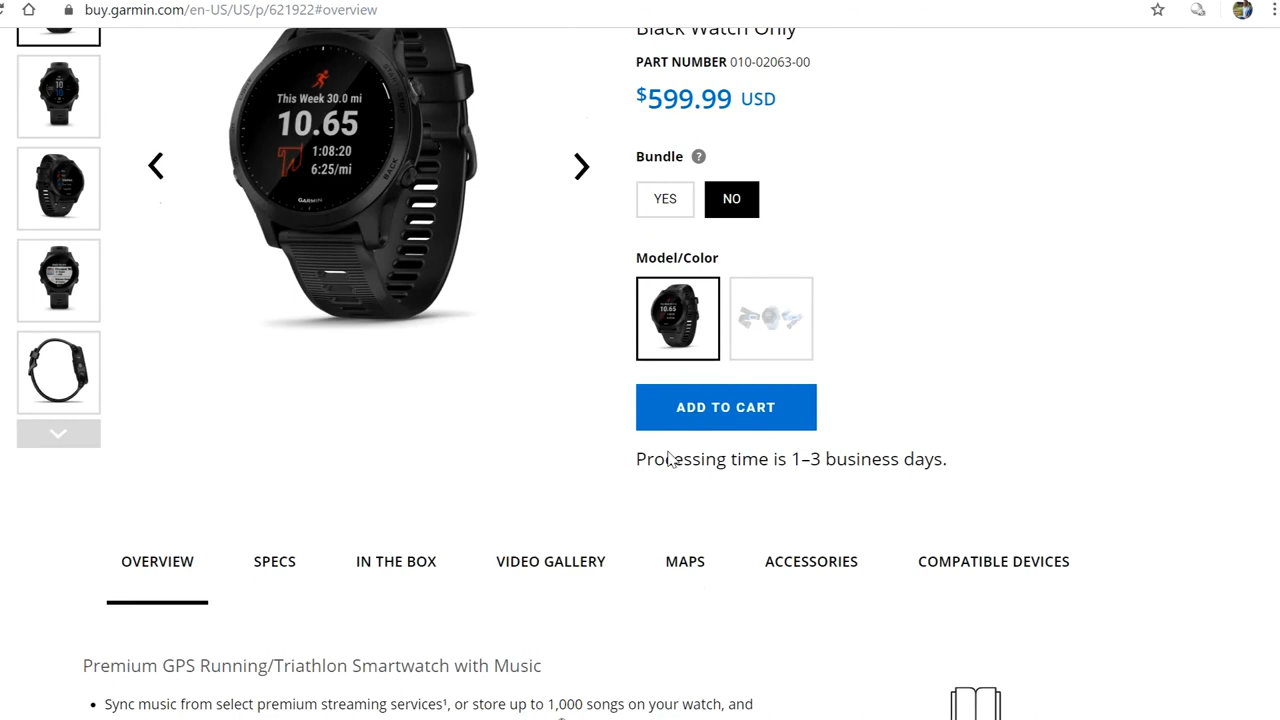 buy.garmin.com/en-US/US/p/621922#overview
Black Watch Only
PART NUMBER 010-02063-00
$599.99 USD
This Week 30.0 mi
10.65
1:08:20
6:25/mi
BACK
GARMIN
Bundle ?
YES NO
Model/Color
10.65
ADD TO CART
Processing time is 1–3 business days.
OVERVIEW SPECS IN THE BOX VIDEO GALLERY MAPS ACCESSORIES COMPATIBLE DEVICES
Premium GPS Running/Triathlon Smartwatch with Music
• Sync music from select premium streaming services¹, or store up to 1,000 songs on your watch, and